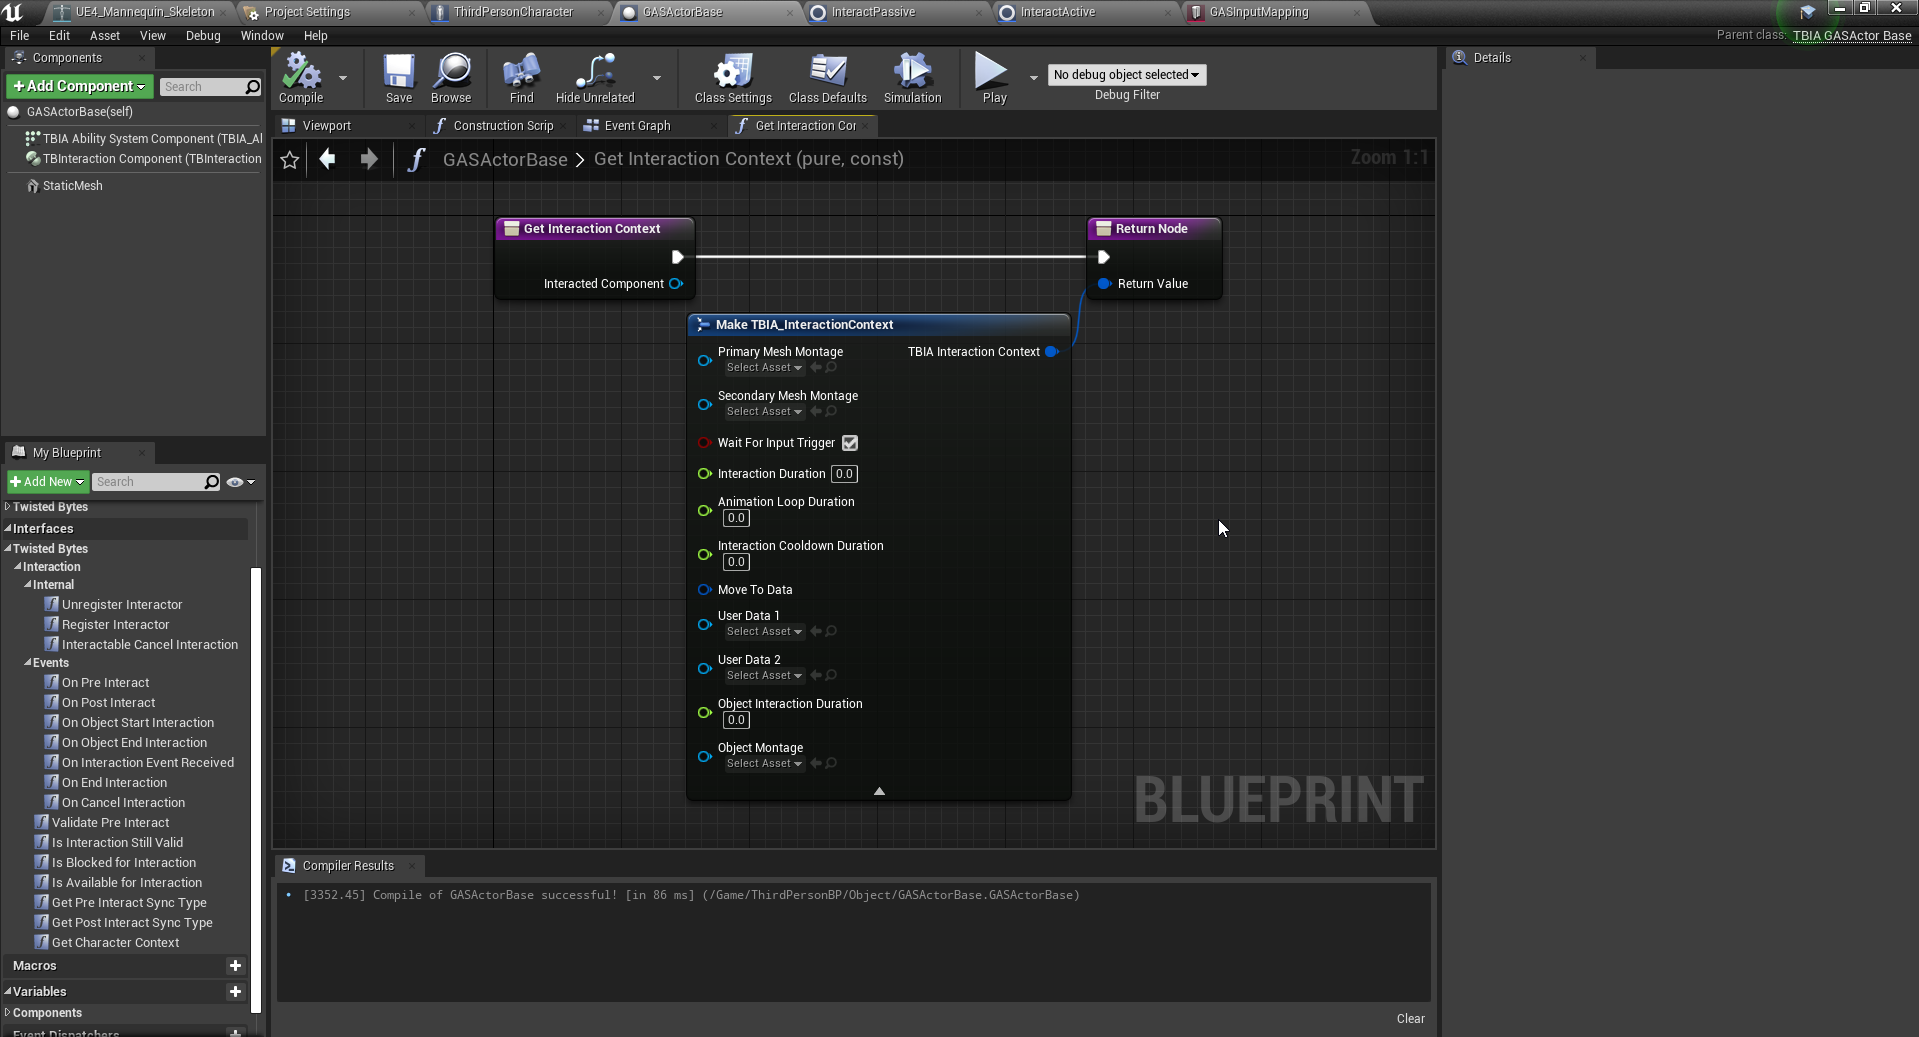 UE4_Mannequin_Skeleton
Project Settings
ThirdPersonCharacter
GASActorBase
InteractPassive
InteractActive
GASInputMapping
File Edit Asset View Debug Window Help
Parent class: TBIA GASActor Base
Components
Add Component
Search
GASActorBase(self)
TBIA Ability System Component (TBIA_Al
TBInteraction Component (TBInteraction
StaticMesh
Compile
Save
Browse
Find
Hide Unrelated
Class Settings
Class Defaults
Simulation
Play
No debug object selected
Debug Filter
Details
Viewport
Construction Scrip
Event Graph
Get Interaction Cor
GASActorBase > Get Interaction Context (pure, const)
Zoom 1:1
Get Interaction Context
Interacted Component
Return Node
Return Value
Make TBIA_InteractionContext
Primary Mesh Montage
Select Asset
TBIA Interaction Context
Secondary Mesh Montage
Select Asset
Wait For Input Trigger
Interaction Duration 0.0
Animation Loop Duration
0.0
Interaction Cooldown Duration
0.0
Move To Data
User Data 1
Select Asset
User Data 2
Select Asset
Object Interaction Duration
0.0
Object Montage
Select Asset
BLUEPRINT
My Blueprint
Add New
Search
Twisted Bytes
Interfaces
Twisted Bytes
Interaction
Internal
Unregister Interactor
Register Interactor
Interactable Cancel Interaction
Events
On Pre Interact
On Post Interact
On Object Start Interaction
On Object End Interaction
On Interaction Event Received
On End Interaction
On Cancel Interaction
Validate Pre Interact
Is Interaction Still Valid
Is Blocked for Interaction
Is Available for Interaction
Get Pre Interact Sync Type
Get Post Interact Sync Type
Get Character Context
Macros
Variables
Components
Event Dispatchers
Compiler Results
[3352.45] Compile of GASActorBase successful! [in 86 ms] (/Game/ThirdPersonBP/Object/GASActorBase.GASActorBase)
Clear